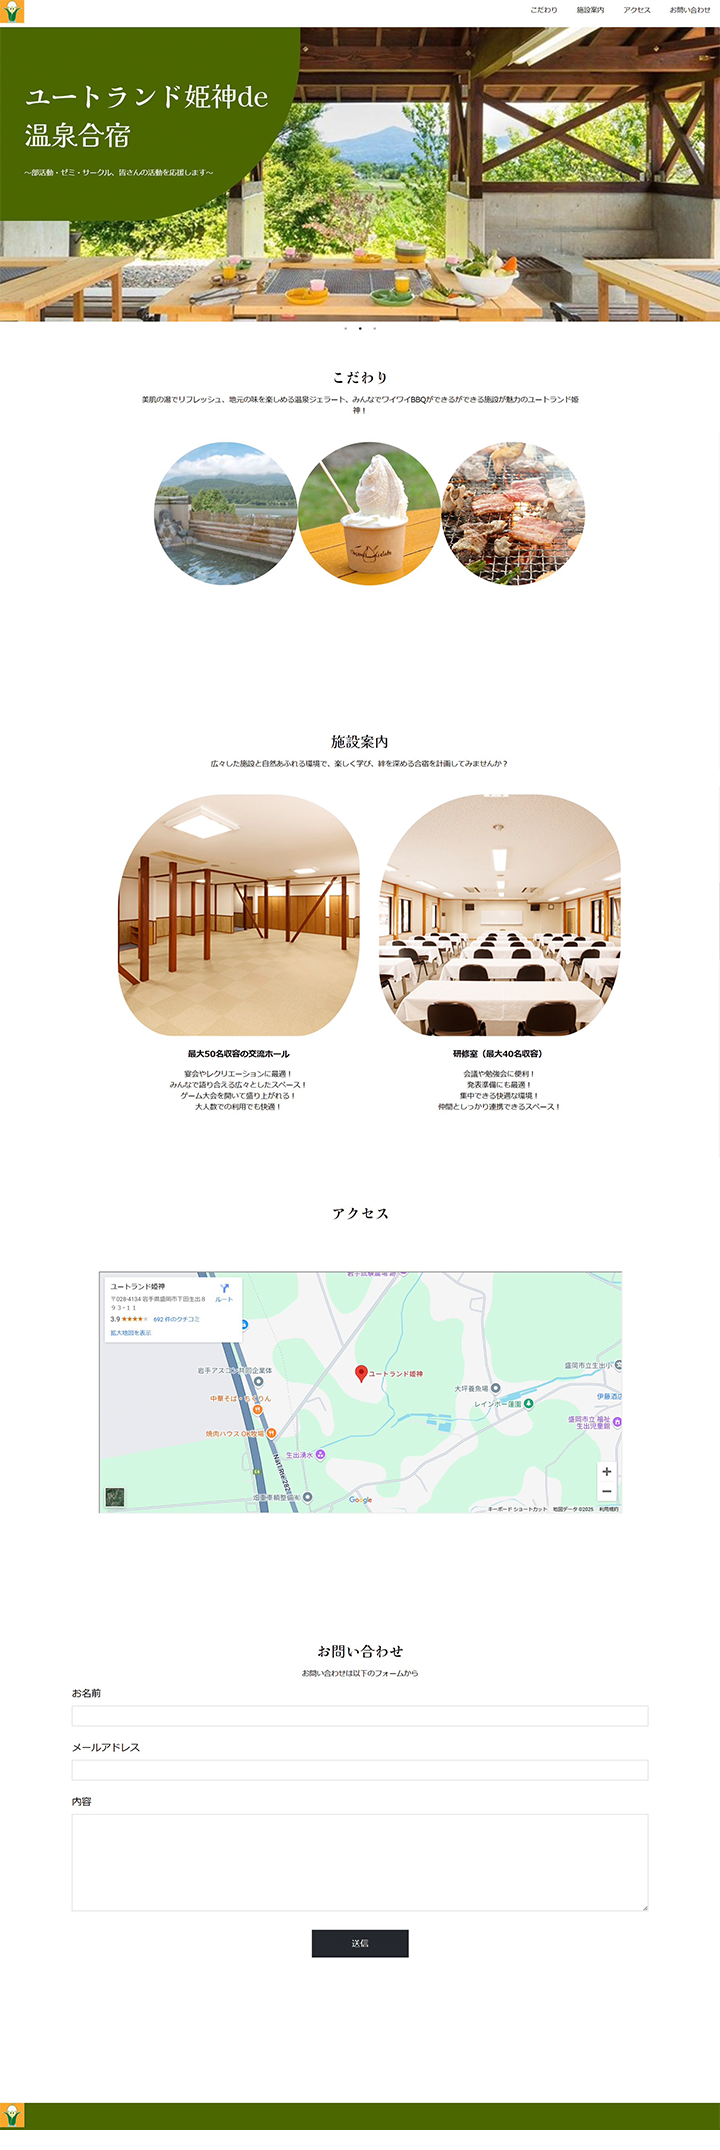 こだわり 施設案内 アクセス お問い合わせ
ユートランド姫神de
温泉合宿
～部活動・ゼミ・サークル、皆さんの活動を応援します～
こだわり
美肌の湯でリフレッシュ、地元の味を楽しめる温泉ジェラート、みんなでワイワイBBQができるができる施設が魅力のユートランド姫
神！
施設案内
広々した施設と自然あふれる環境で、楽しく学び、絆を深める合宿を計画してみませんか？
最大50名収容の交流ホール
宴会やレクリエーションに最適！
みんなで語り合える広々としたスペース！
ゲーム大会を開いて盛り上がれる！
大人数での利用でも快適！
研修室（最大40名収容）
会議や勉強会に便利！
発表準備にも最適！
集中できる快適な環境！
仲間としっかり連携できるスペース！
アクセス
ユートランド姫神
〒028-4134 岩手県盛岡市下田生出８
９３−１１
ルート
3.9 ★★★★★ 692 件のクチコミ
拡大地図を表示
岩手アスコン共同企業体
ユートランド姫神
盛岡市立生出小
大坪養魚場
伊藤酒店
中華そば
レインボー蓮園
盛岡市立 福祉
生出児童館
焼肉ハウス OK牧場
生出湧水
畑重車輌整備㈲
Google
キーボード ショートカット 地図データ ©2025 利用規約
お問い合わせ
お問い合わせは以下のフォームから
お名前
メールアドレス
内容
送信